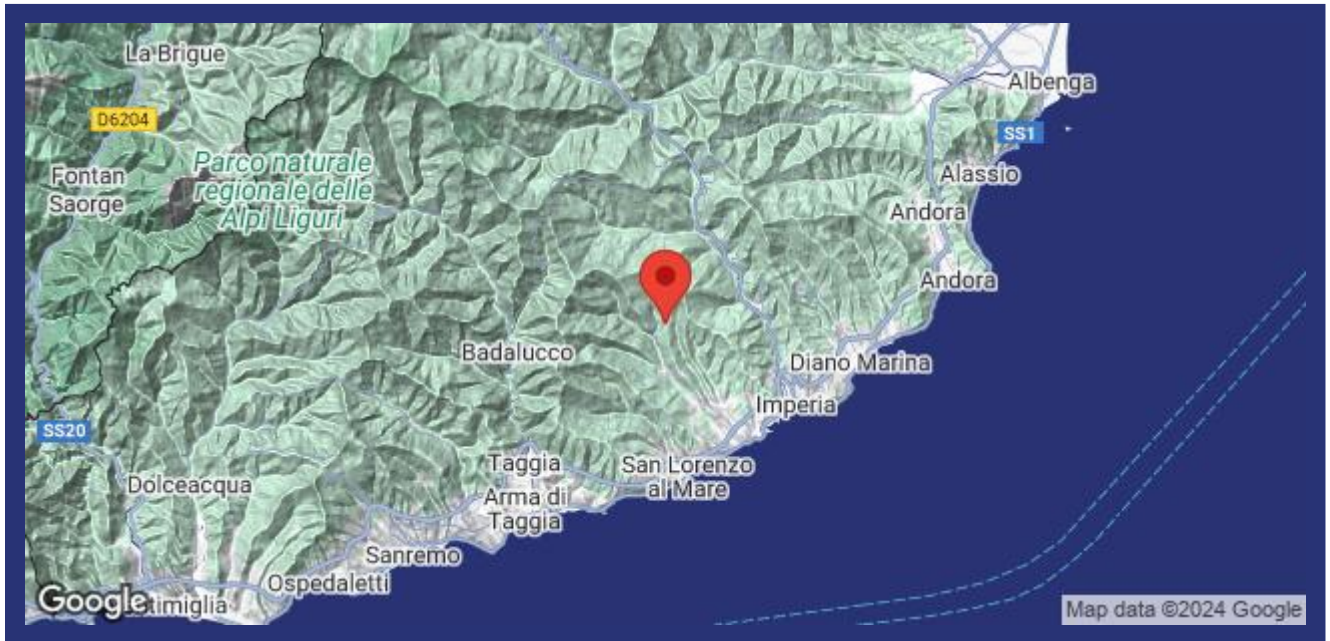 La Brigue
Albenga
D6204
SS1
Parco naturale
regionale delle
Alpi Liguri
Fontan
Saorge
Alassio
Andora
Andora
Badalucco
Diano Marina
Imperia
SS20
Taggia
San Lorenzo
al Mare
Dolceacqua
Arma di
Taggia
Sanremo
Ospedaletti
Google
timiglia
Map data ©2024 Google